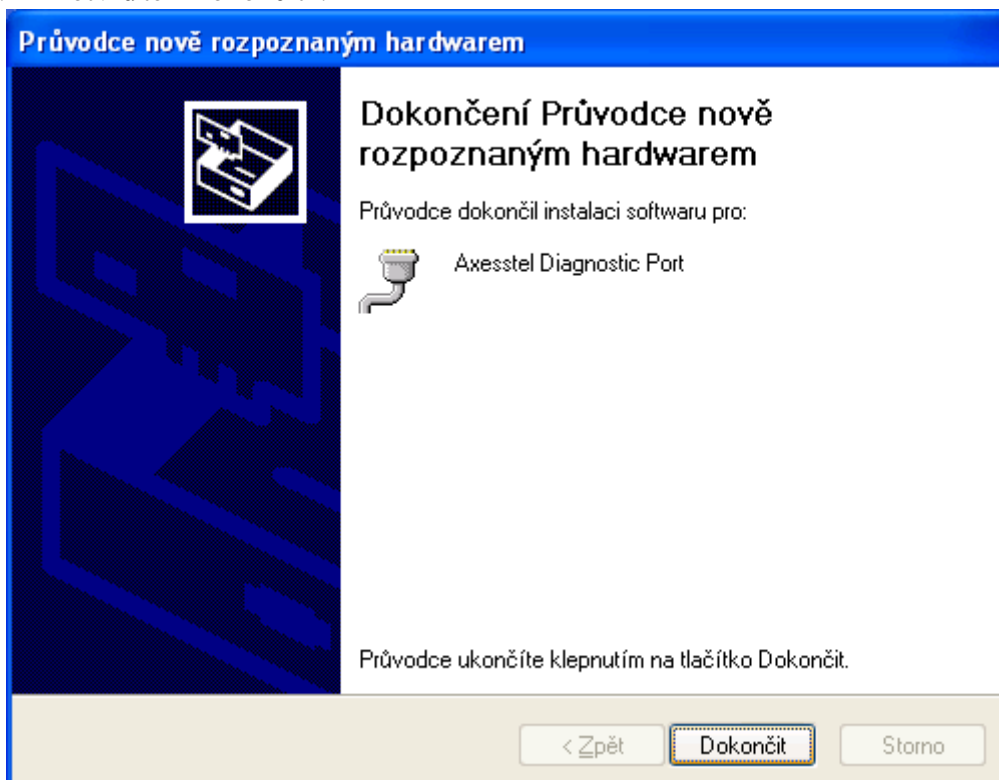 Průvodce nově rozpoznaným hardwarem
Dokončení Průvodce nově
rozpoznaným hardwarem
Průvodce dokončil instalaci softwaru pro:
Axesstel Diagnostic Port
Průvodce ukončíte klepnutím na tlačítko Dokončit.
< Zpět
Dokončit
Storno